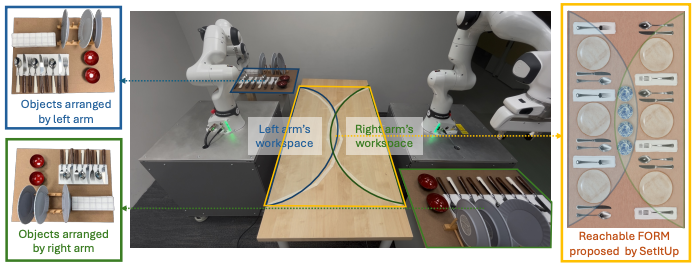 Objects arranged
by left arm
Left arm's
workspace
Right arm's
workspace
Objects arranged
by right arm
Reachable FORM
proposed by SetItUp